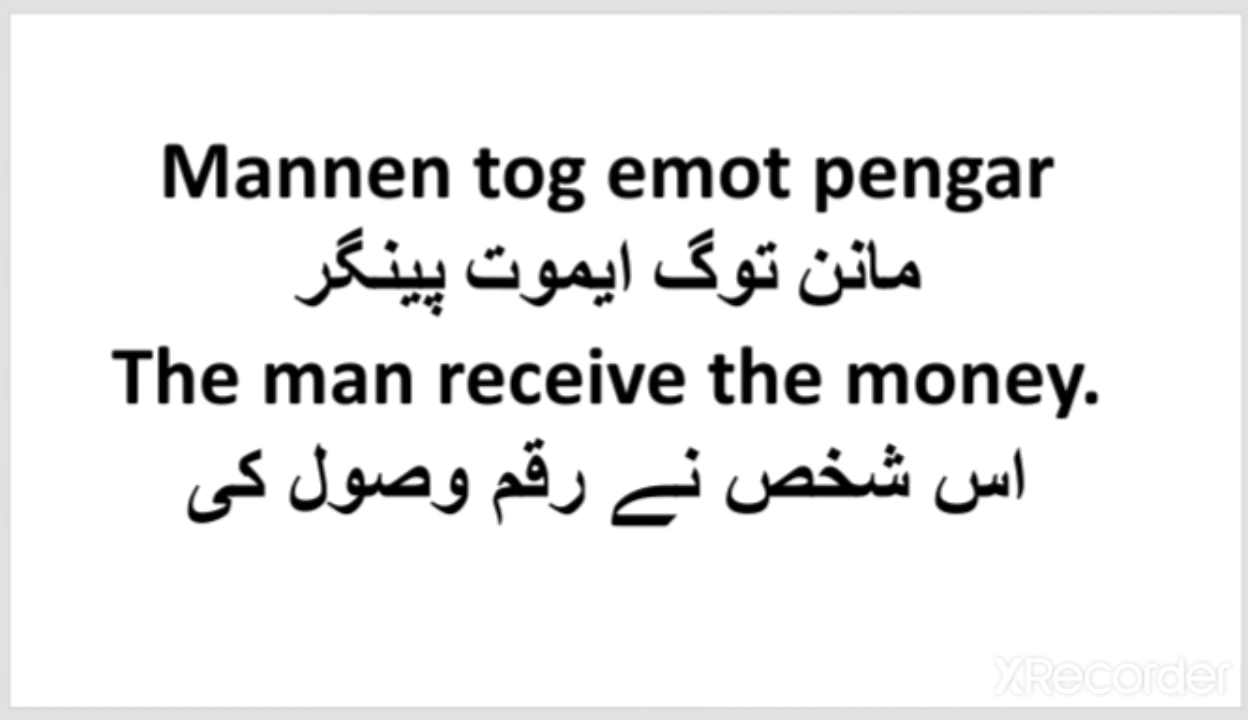 Mannen tog emot pengar
مانن توگ ایموت پینگر
The man receive the money.
اس شخص نے رقم وصول کی
XRecorder